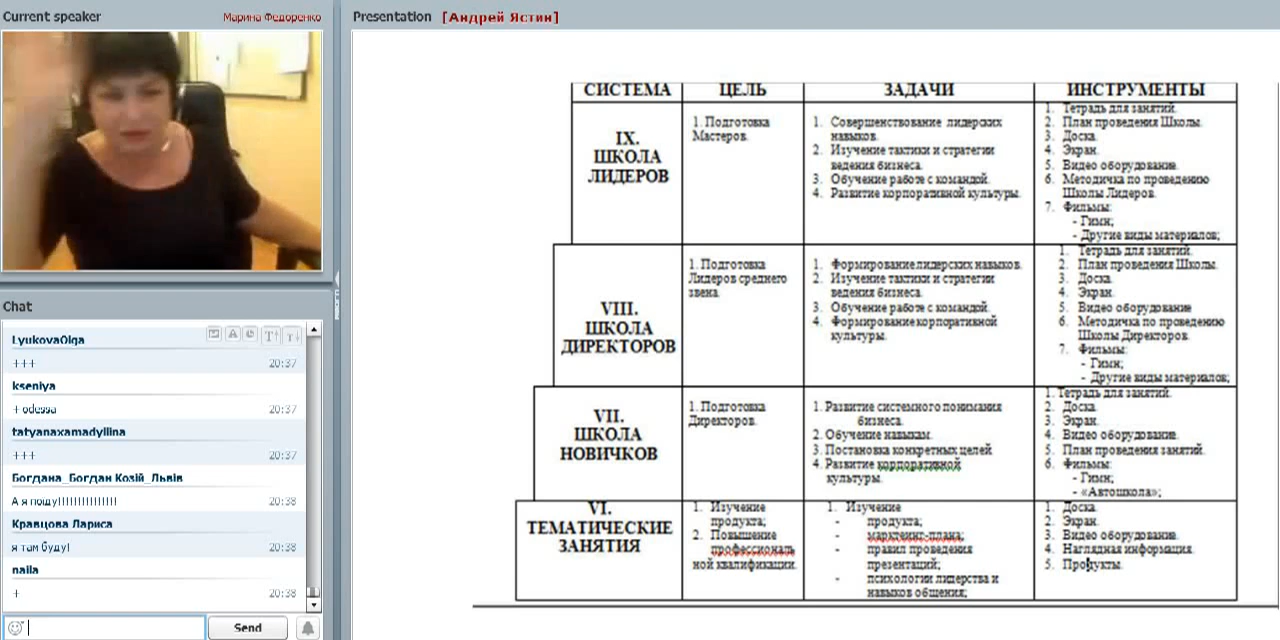 Current speaker
Марина Федоренко
Presentation [Андрей Ястин]
СИСТЕМА
ЦЕЛЬ
ЗАДАЧИ
ИНСТРУМЕНТЫ
IX.
ШКОЛА
ЛИДЕРОВ
1. Подготовка
Мастеров.
1. Совершенствование лидерских
навыков.
2. Изучение тактики и стратегии
ведения бизнеса.
3. Обучение работе с командой.
4. Развитие корпоративной культуры.
1. Тетрадь для занятий.
2. План проведения Школы.
3. Доска.
4. Экран.
5. Видео оборудование.
6. Методичка по проведению
Школы Лидеров.
7. Фильмы:
- Гимн;
- Другие виды материалов;
VIII.
ШКОЛА
ДИРЕКТОРОВ
1. Подготовка
Лидеров среднего
звена.
1. Формирование лидерских навыков.
2. Изучение тактики и стратегии
ведения бизнеса.
3. Обучение работе с командой.
4. Формирование корпоративной
культуры.
1. Тетрадь для занятий.
2. План проведения Школы.
3. Доска.
4. Экран.
5. Видео оборудование
6. Методичка по проведению
Школы Директоров.
7. Фильмы:
- Гимн;
- Другие виды материалов;
VII.
ШКОЛА
НОВИЧКОВ
1. Подготовка
Директоров.
1. Развитие системного понимания
бизнеса.
2. Обучение навыкам.
3. Постановка конкретных целей.
4. Развитие корпоративной
культуры.
1. Тетрадь для занятий.
2. Доска.
3. Экран.
4. Видео оборудование.
5. План проведения занятий.
6. Фильмы:
- Гимн;
- «Автошкола»;
VI.
ТЕМАТИЧЕСКИЕ
ЗАНЯТИЯ
1. Изучение
продукта;
2. Повышение
профессиональ
ной квалификации.
1. Изучение
- продукта;
- марктеинг-плана;
- правил проведения
презентаций;
- психологии лидерства и
навыков общения;
1. Доска.
2. Экран.
3. Видео оборудование.
4. Наглядная информация.
5. Продукты.
Chat
LyukovaOlga
+++ 20:37
kseniya
+ odessa 20:37
tatyanaxamadyllina
+++ 20:37
Богдана_Богдан Козій_Львів
А я пошу!!!!!!!!!!!!!!! 20:38
Кравцова Лариса
я там буду! 20:38
naila
+ 20:38
Send